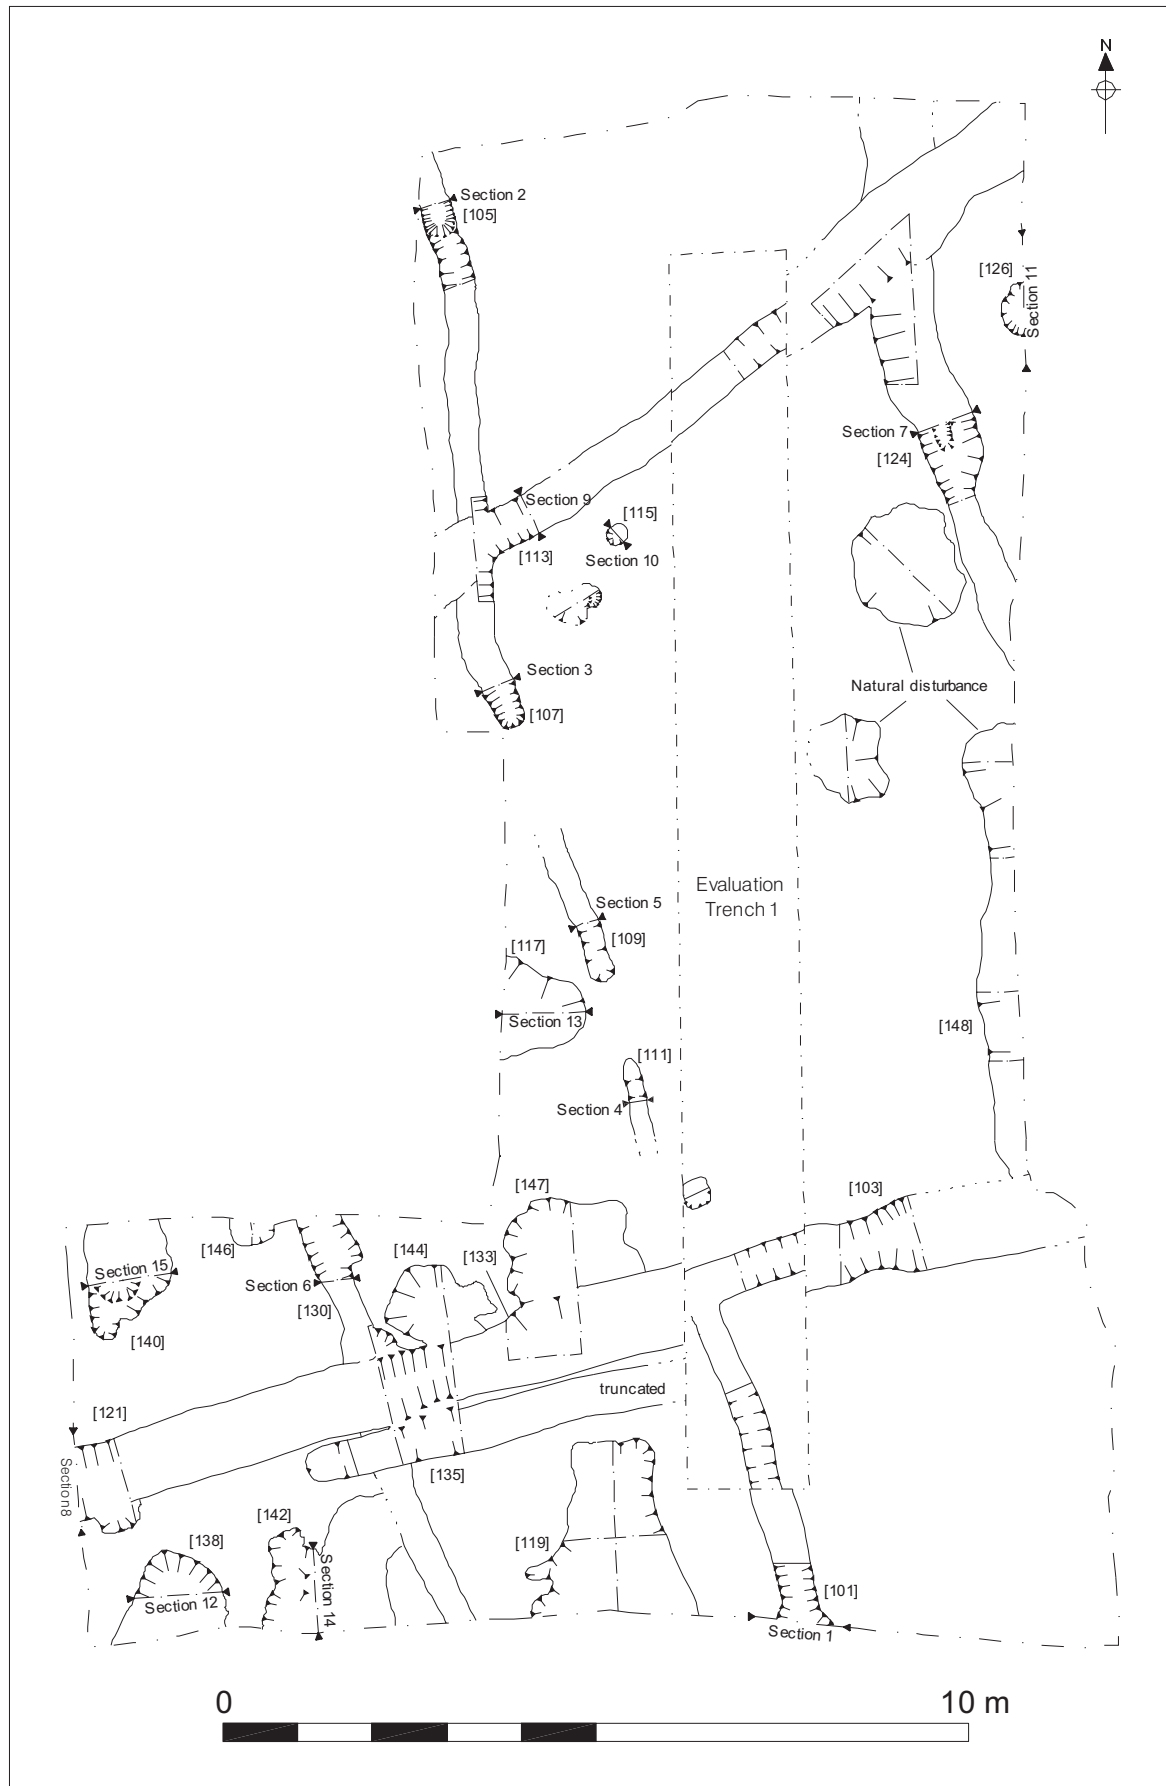 N
Section 2
[105]
[126]
Section 11
Section 7
[124]
Section 9
[115]
[113]
Section 10
Section 3
[107]
Natural disturbance
Evaluation
Trench 1
Section 5
[109]
[117]
Section 13
[148]
[111]
Section 4
[147]
[103]
[146]
[144]
[133]
Section 15
Section 6
[130]
[140]
truncated
[121]
[135]
Section 8
[142]
[138]
[119]
Section 14
Section 12
[101]
Section 1
0
10 m